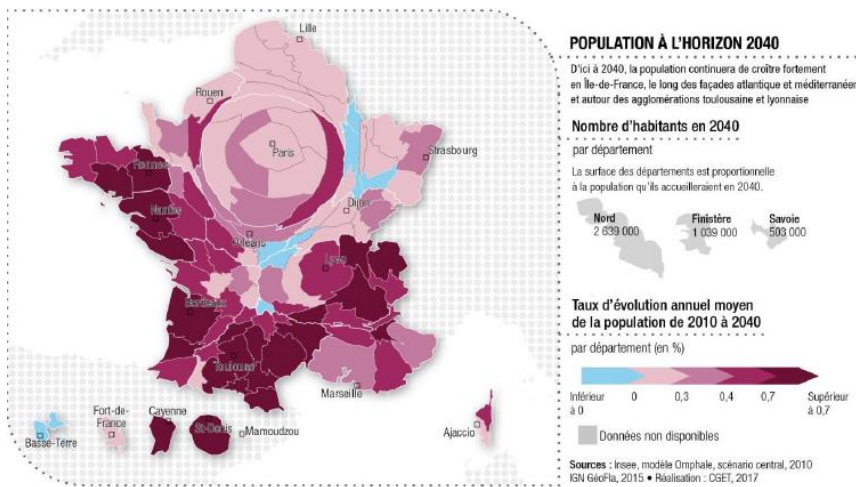 Lille
Rouen
Paris
Strasbourg
Rennes
Nantes
Orléans
Dijon
Lyon
Bordeaux
Toulouse
Marseille
Ajaccio
Basse-Terre
Fort-de-
France
Cayenne
St-Denis
Mamoudzou
POPULATION À L'HORIZON 2040
D'ici à 2040, la population continuera de croître fortement
en Île-de-France, le long des façades atlantique et méditerranéenne
et autour des agglomérations toulousaine et lyonnaise
Nombre d'habitants en 2040
par département
La surface des départements est proportionnelle
à la population qu'ils accueilleraient en 2040.
Nord
2 639 000
Finistère
1 039 000
Savoie
503 000
Taux d'évolution annuel moyen
de la population de 2010 à 2040
par département (en %)
Inférieur
à 0
0
0,3
0,4
0,7
Supérieur
à 0,7
Données non disponibles
Sources : Insee, modèle Omphale, scénario central, 2010
IGN GéoFla, 2015 • Réalisation : CGET, 2017